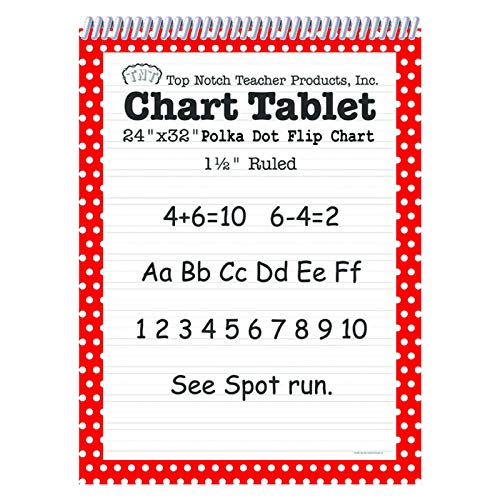 TNT
Top Notch Teacher Products, Inc.
Chart Tablet
24"x32" Polka Dot Flip Chart
1½" Ruled
4+6=10 6-4=2
Aa Bb Cc Dd Ee Ff
1 2 3 4 5 6 7 8 9 10
See Spot run.